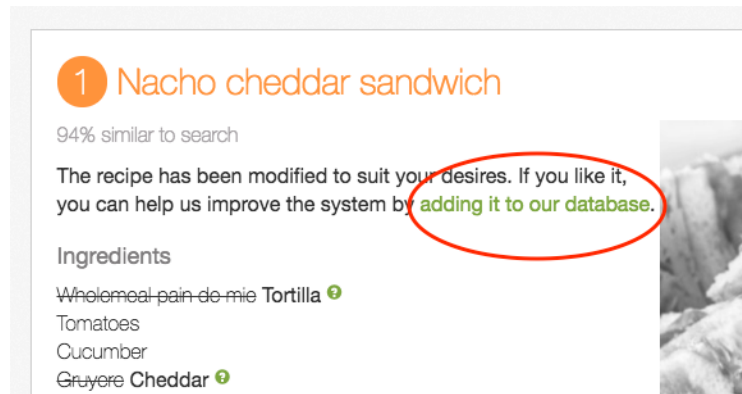 1 Nacho cheddar sandwich
94% similar to search
The recipe has been modified to suit your desires. If you like it,
you can help us improve the system by adding it to our database.
Ingredients
Wholemeal pain de mie Tortilla ?
Tomatoes
Cucumber
Gruyere Cheddar ?